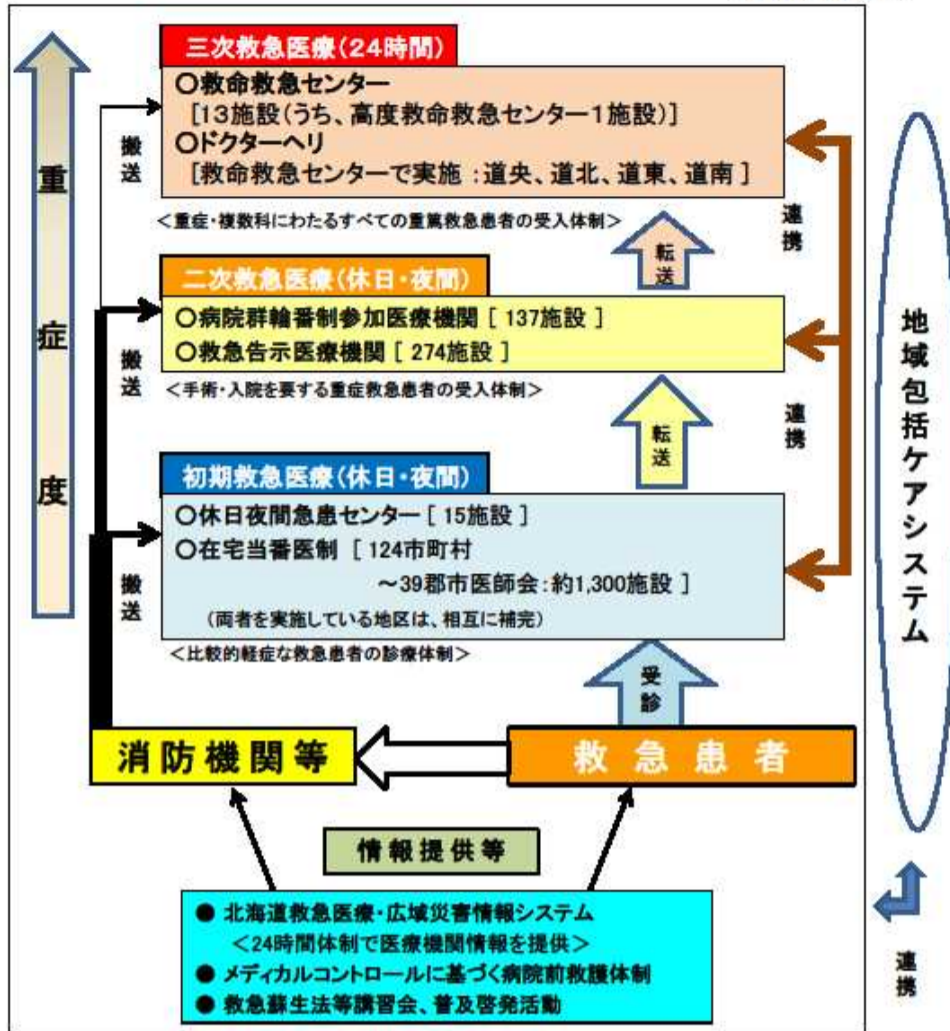 三次救急医療(24時間)
○救命救急センター
[13施設(うち、高度救命救急センター1施設)]
○ドクターヘリ
[救命救急センターで実施 :道央、道北、道東、道南 ]
<重症・複数科にわたるすべての重篤救急患者の受入体制>
搬送
転送
連携
二次救急医療(休日・夜間)
○病院群輪番制参加医療機関 [ 137施設 ]
○救急告示医療機関 [ 274施設 ]
<手術・入院を要する重症救急患者の受入体制>
搬送
転送
連携
初期救急医療(休日・夜間)
○休日夜間急患センター [ 15施設 ]
○在宅当番医制 [ 124市町村
~39郡市医師会:約1,300施設 ]
(両者を実施している地区は、相互に補完)
<比較的軽症な救急患者の診療体制>
搬送
受診
重症度
地域包括ケアシステム
消防機関等
救急患者
情報提供等
● 北海道救急医療・広域災害情報システム
<24時間体制で医療機関情報を提供>
● メディカルコントロールに基づく病院前救護体制
● 救急蘇生法等講習会、普及啓発活動
連携